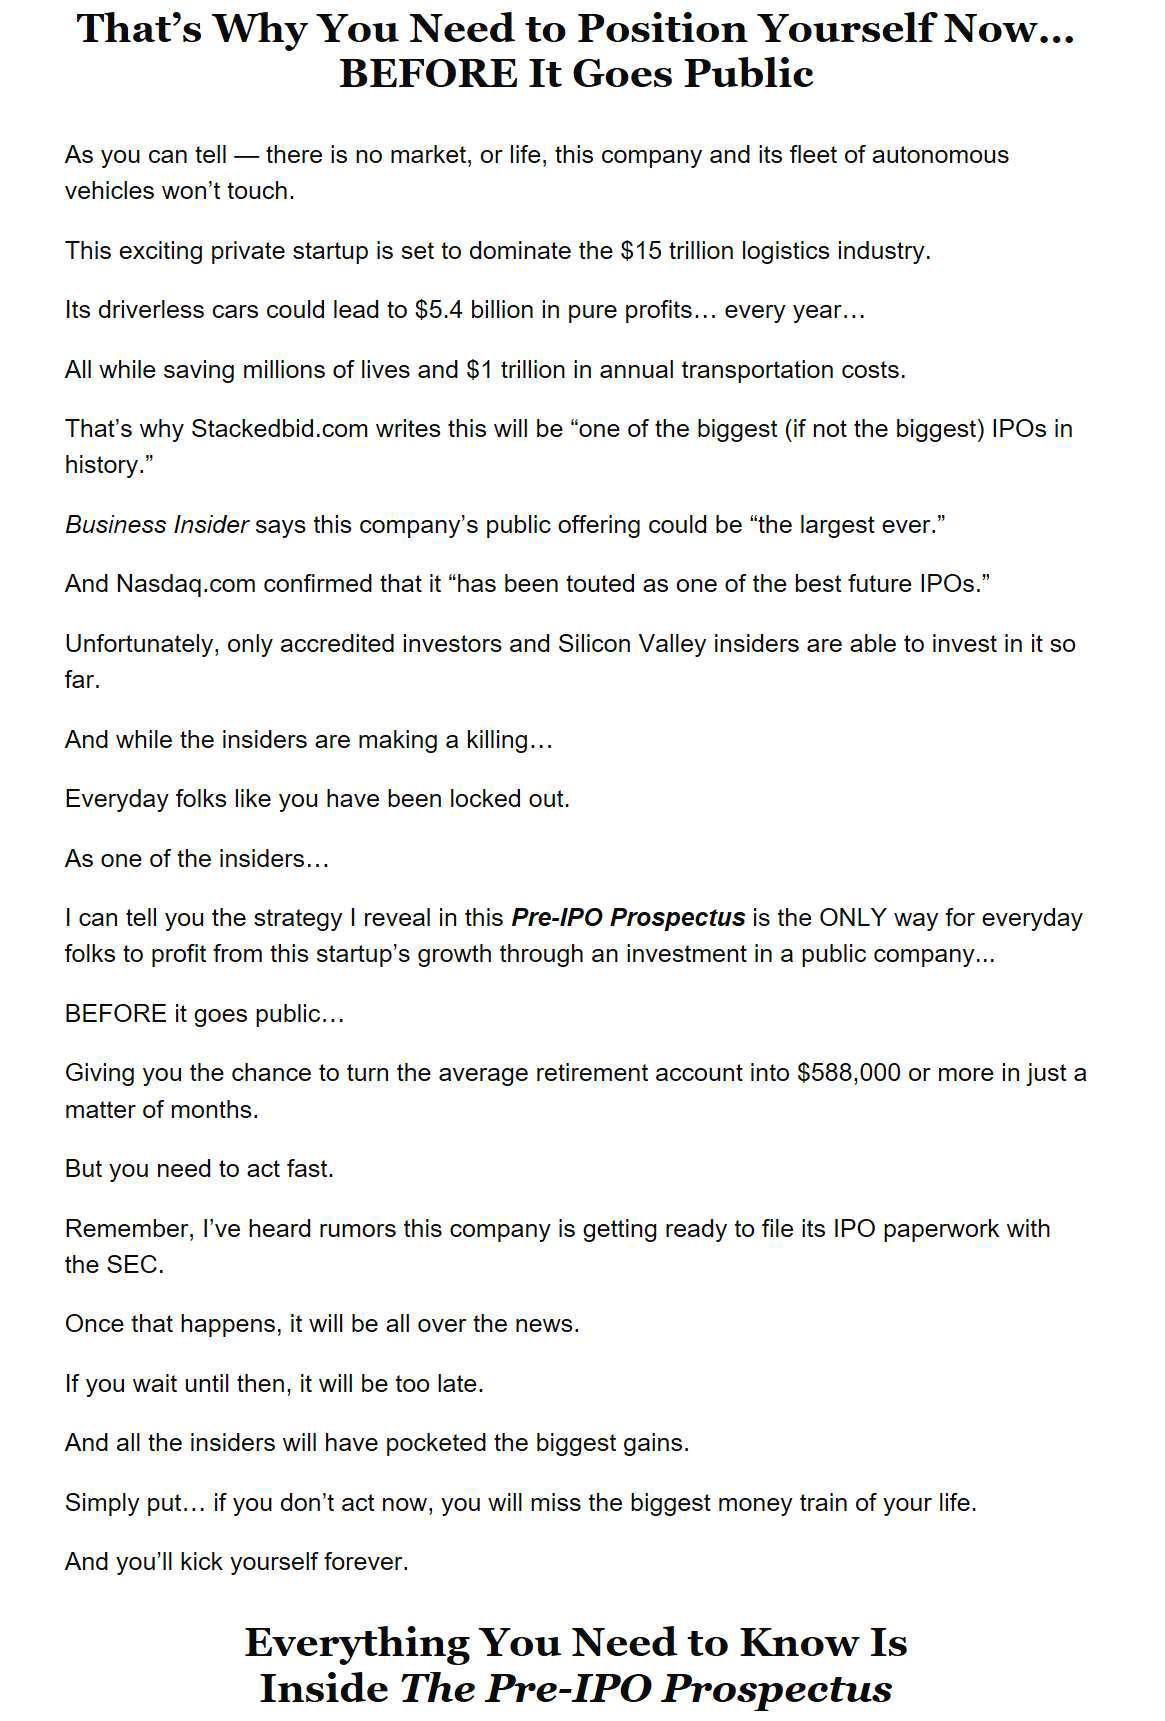 That’s Why You Need to Position Yourself Now…
BEFORE It Goes Public
As you can tell — there is no market, or life, this company and its fleet of autonomous
vehicles won’t touch.
This exciting private startup is set to dominate the $15 trillion logistics industry.
Its driverless cars could lead to $5.4 billion in pure profits… every year…
All while saving millions of lives and $1 trillion in annual transportation costs.
That’s why Stackedbid.com writes this will be “one of the biggest (if not the biggest) IPOs in
history.”
Business Insider says this company’s public offering could be “the largest ever.”
And Nasdaq.com confirmed that it “has been touted as one of the best future IPOs.”
Unfortunately, only accredited investors and Silicon Valley insiders are able to invest in it so
far.
And while the insiders are making a killing…
Everyday folks like you have been locked out.
As one of the insiders…
I can tell you the strategy I reveal in this Pre-IPO Prospectus is the ONLY way for everyday
folks to profit from this startup’s growth through an investment in a public company...
BEFORE it goes public…
Giving you the chance to turn the average retirement account into $588,000 or more in just a
matter of months.
But you need to act fast.
Remember, I’ve heard rumors this company is getting ready to file its IPO paperwork with
the SEC.
Once that happens, it will be all over the news.
If you wait until then, it will be too late.
And all the insiders will have pocketed the biggest gains.
Simply put… if you don’t act now, you will miss the biggest money train of your life.
And you’ll kick yourself forever.
Everything You Need to Know Is
Inside The Pre-IPO Prospectus